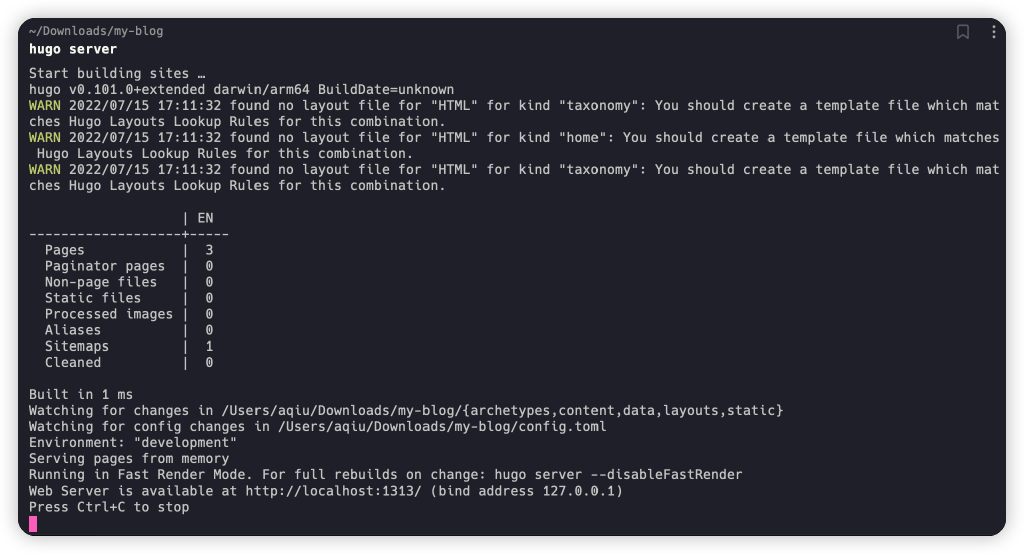 ~/Downloads/my-blog
hugo server
Start building sites …
hugo v0.101.0+extended darwin/arm64 BuildDate=unknown
WARN 2022/07/15 17:11:32 found no layout file for "HTML" for kind "taxonomy": You should create a template file which mat
ches Hugo Layouts Lookup Rules for this combination.
WARN 2022/07/15 17:11:32 found no layout file for "HTML" for kind "home": You should create a template file which matches
 Hugo Layouts Lookup Rules for this combination.
WARN 2022/07/15 17:11:32 found no layout file for "HTML" for kind "taxonomy": You should create a template file which mat
ches Hugo Layouts Lookup Rules for this combination.
                   | EN
-------------------+-----
  Pages            |  3
  Paginator pages  |  0
  Non-page files   |  0
  Static files     |  0
  Processed images |  0
  Aliases          |  0
  Sitemaps         |  1
  Cleaned          |  0
Built in 1 ms
Watching for changes in /Users/aqiu/Downloads/my-blog/{archetypes,content,data,layouts,static}
Watching for config changes in /Users/aqiu/Downloads/my-blog/config.toml
Environment: "development"
Serving pages from memory
Running in Fast Render Mode. For full rebuilds on change: hugo server --disableFastRender
Web Server is available at http://localhost:1313/ (bind address 127.0.0.1)
Press Ctrl+C to stop